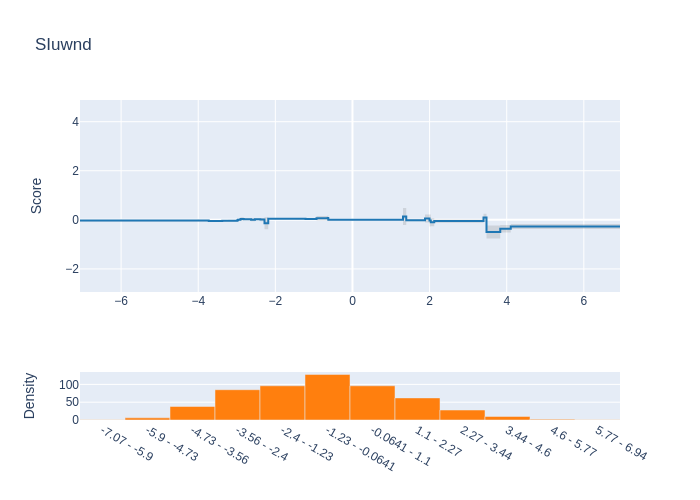 SIuwnd
Score
4
2
0
−2
−6
−4
−2
0
2
4
6
Density
100
50
0
-7.07 - -5.9
-5.9 - -4.73
-4.73 - -3.56
-3.56 - -2.4
-2.4 - -1.23
-1.23 - -0.0641
-0.0641 - 1.1
1.1 - 2.27
2.27 - 3.44
3.44 - 4.6
4.6 - 5.77
5.77 - 6.94